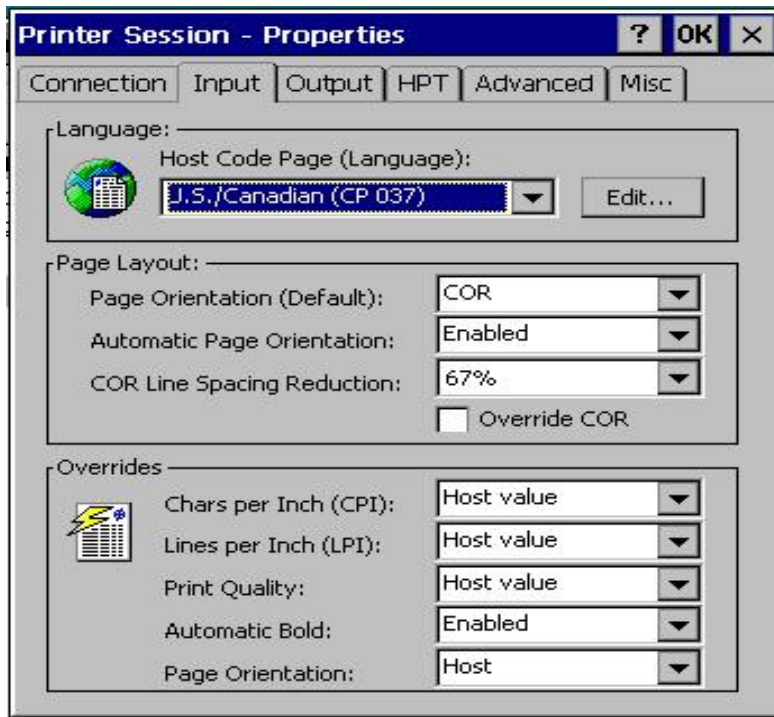 Printer Session - Properties ? OK ×
Connection Input Output HPT Advanced Misc
Language:
Host Code Page (Language):
J.S./Canadian (CP 037) Edit...
Page Layout:
Page Orientation (Default): COR
Automatic Page Orientation: Enabled
COR Line Spacing Reduction: 67%
Override COR
Overrides
Chars per Inch (CPI): Host value
Lines per Inch (LPI): Host value
Print Quality: Host value
Automatic Bold: Enabled
Page Orientation: Host